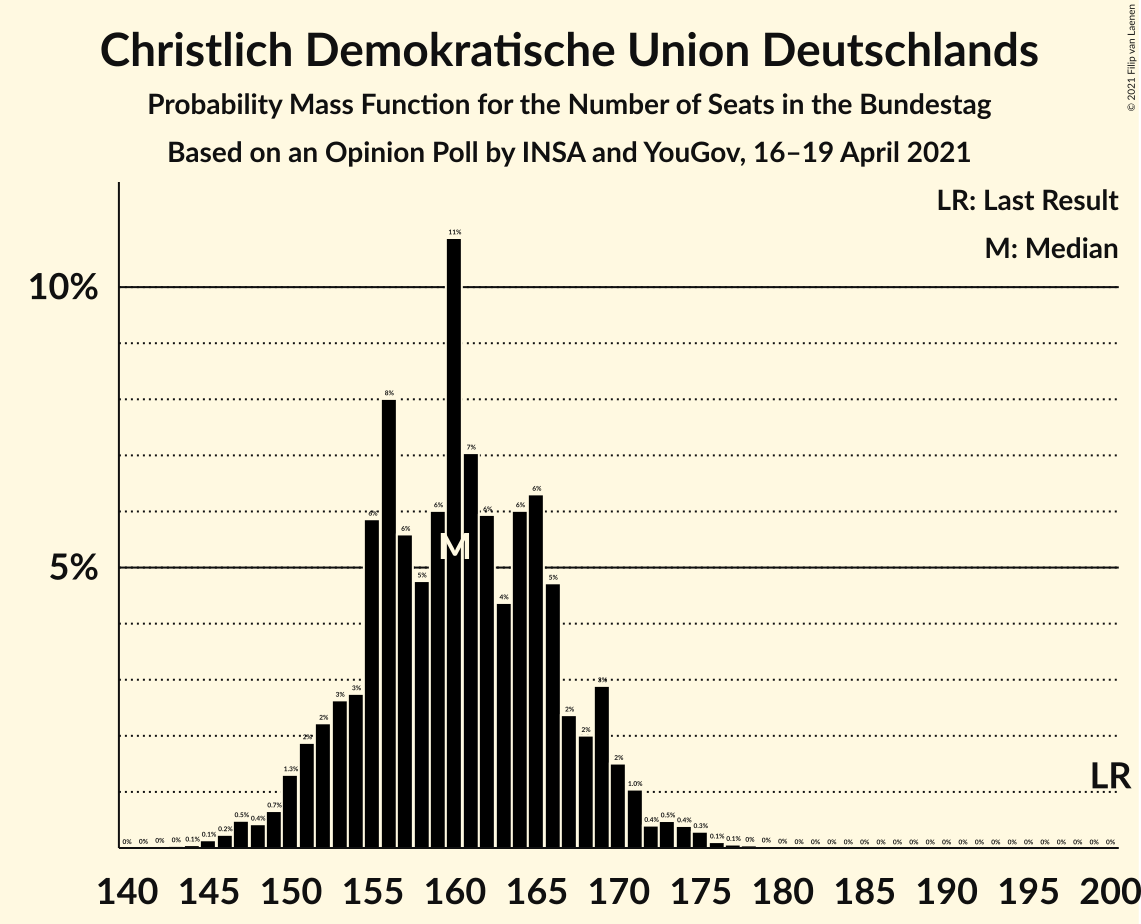 Christlich Demokratische Union Deutschlands
Probability Mass Function for the Number of Seats in the Bundestag
Based on an Opinion Poll by INSA and YouGov, 16–19 April 2021
© 2021 Filip van Laenen
LR: Last Result
M: Median
10%
5%
0% 0% 0% 0% 0.1% 0.1% 0.2% 0.5% 0.4% 0.7% 1.3% 2% 2% 3% 3% 6% 8% 6% 5% 6% 11% 7% 6% 4% 6% 6% 5% 2% 2% 3% 2% 1.0% 0.4% 0.5% 0.4% 0.3% 0.1% 0.1% 0% 0% 0% 0% 0% 0% 0% 0% 0% 0% 0% 0% 0% 0% 0% 0% 0% 0% 0% 0% 0% 0% 0%
M
LR
140 145 150 155 160 165 170 175 180 185 190 195 200